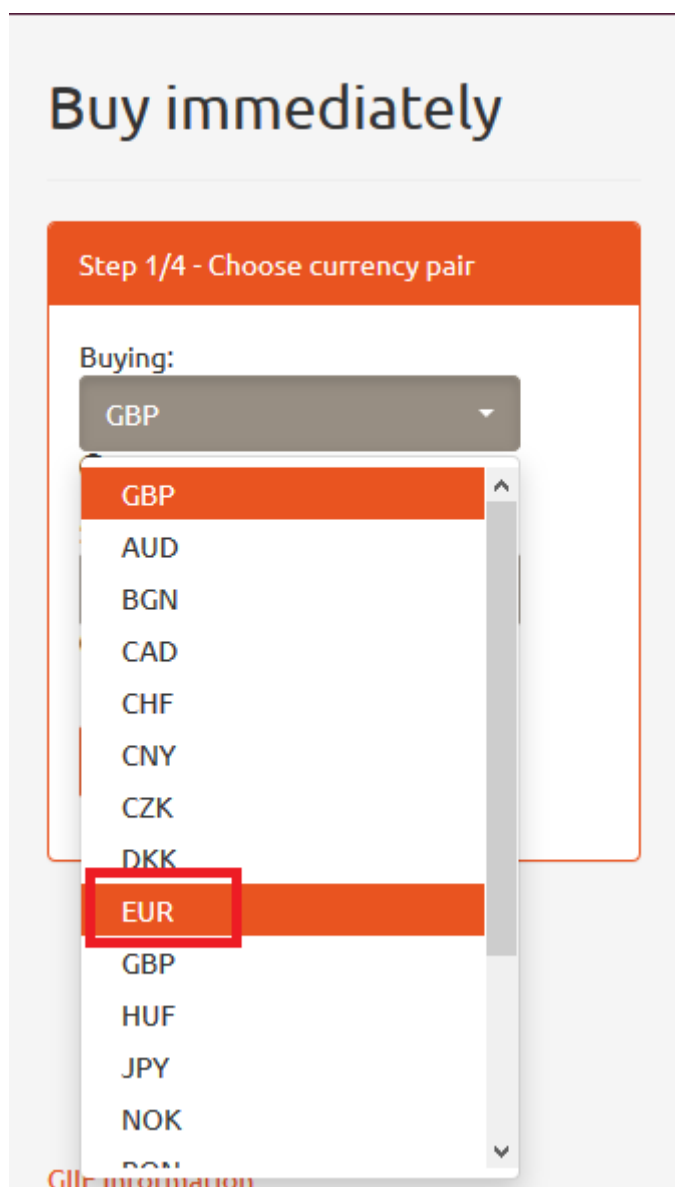 Buy immediately
Step 1/4 - Choose currency pair
Buying:
GBP
GBP
AUD
BGN
CAD
CHF
CNY
CZK
DKK
EUR
GBP
HUF
JPY
NOK